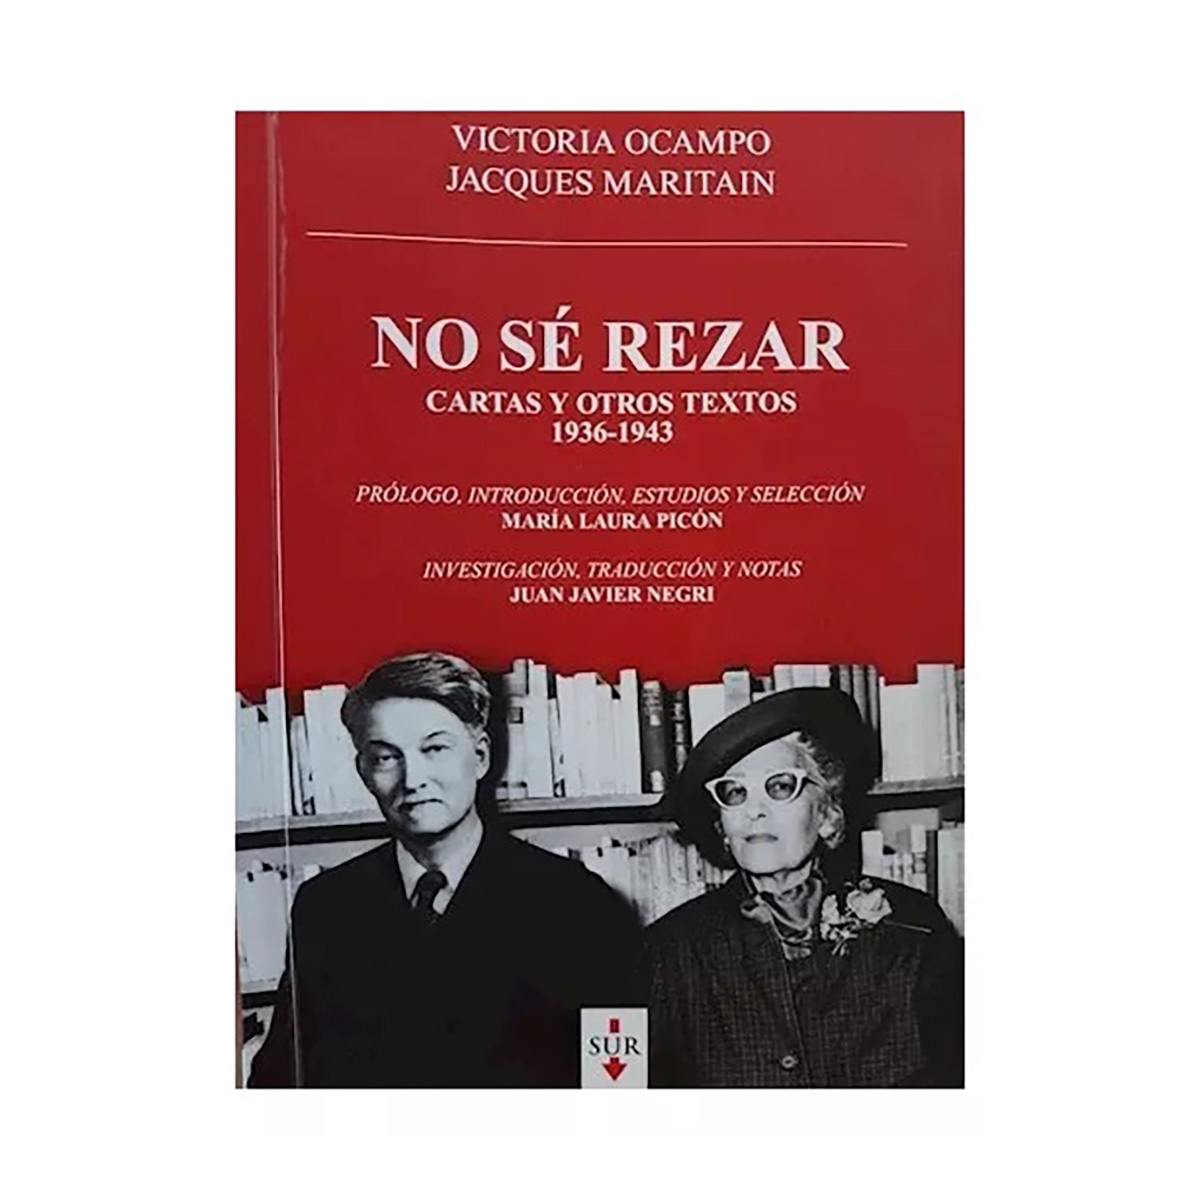 VICTORIA OCAMPO
JACQUES MARITAIN
NO SÉ REZAR
CARTAS Y OTROS TEXTOS
1936-1943
PRÓLOGO, INTRODUCCIÓN, ESTUDIOS Y SELECCIÓN
MARÍA LAURA PICÓN
INVESTIGACIÓN, TRADUCCIÓN Y NOTAS
JUAN JAVIER NEGRI
SUR